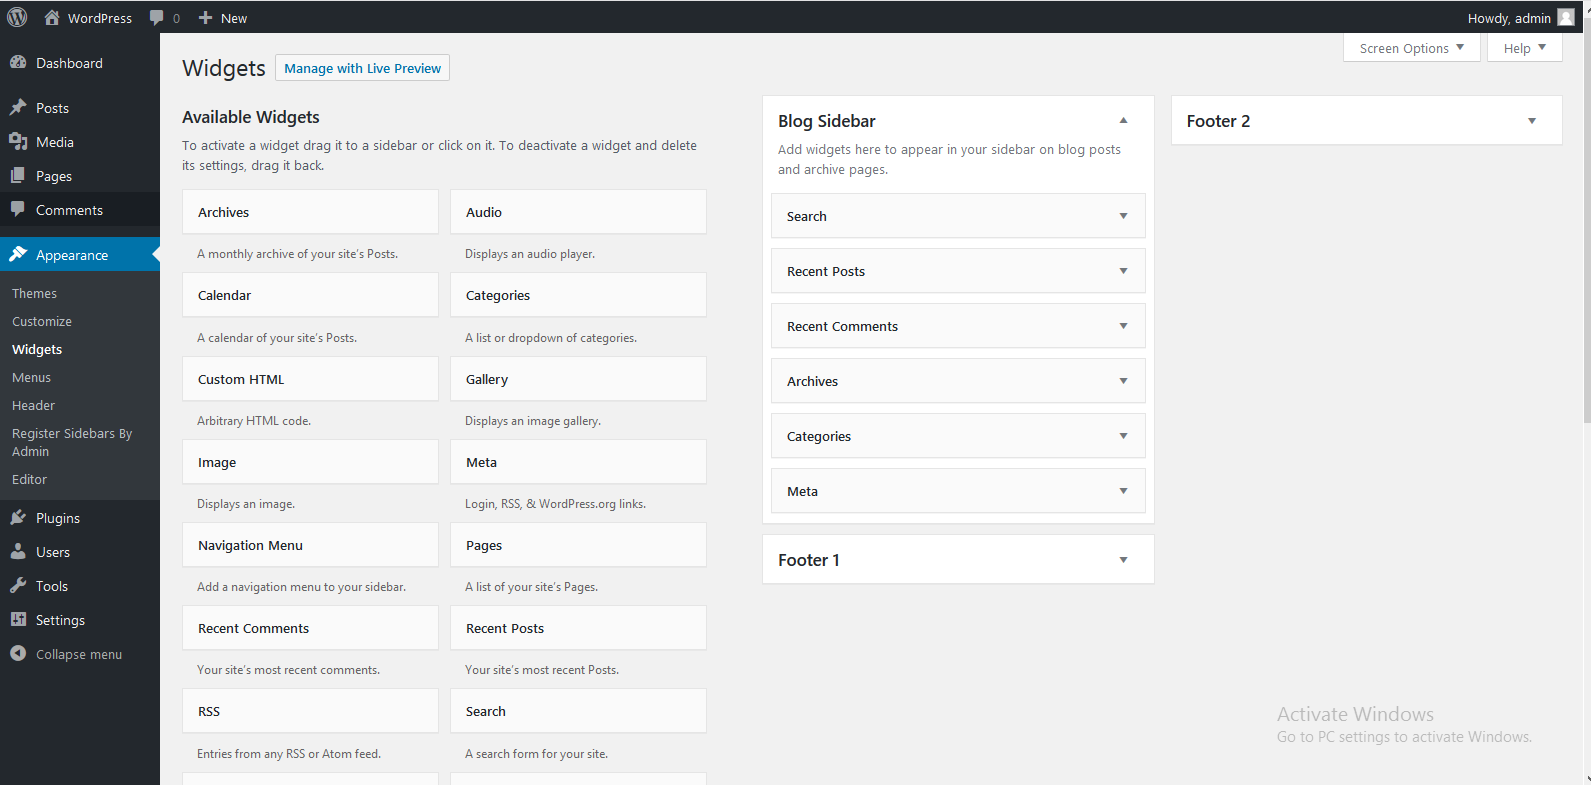 WordPress
0
New
Howdy, admin
Dashboard
Posts
Media
Pages
Comments
Appearance
Themes
Customize
Widgets
Menus
Header
Register Sidebars By
Admin
Editor
Plugins
Users
Tools
Settings
Collapse menu
Screen Options
Help
Widgets
Manage with Live Preview
Available Widgets
To activate a widget drag it to a sidebar or click on it. To deactivate a widget and delete
its settings, drag it back.
Archives
A monthly archive of your site’s Posts.
Audio
Displays an audio player.
Calendar
A calendar of your site’s Posts.
Categories
A list or dropdown of categories.
Custom HTML
Arbitrary HTML code.
Gallery
Displays an image gallery.
Image
Displays an image.
Meta
Login, RSS, & WordPress.org links.
Navigation Menu
Add a navigation menu to your sidebar.
Pages
A list of your site’s Pages.
Recent Comments
Your site’s most recent comments.
Recent Posts
Your site’s most recent Posts.
RSS
Entries from any RSS or Atom feed.
Search
A search form for your site.
Blog Sidebar
Add widgets here to appear in your sidebar on blog posts
and archive pages.
Search
Recent Posts
Recent Comments
Archives
Categories
Meta
Footer 1
Footer 2
Activate Windows
Go to PC settings to activate Windows.